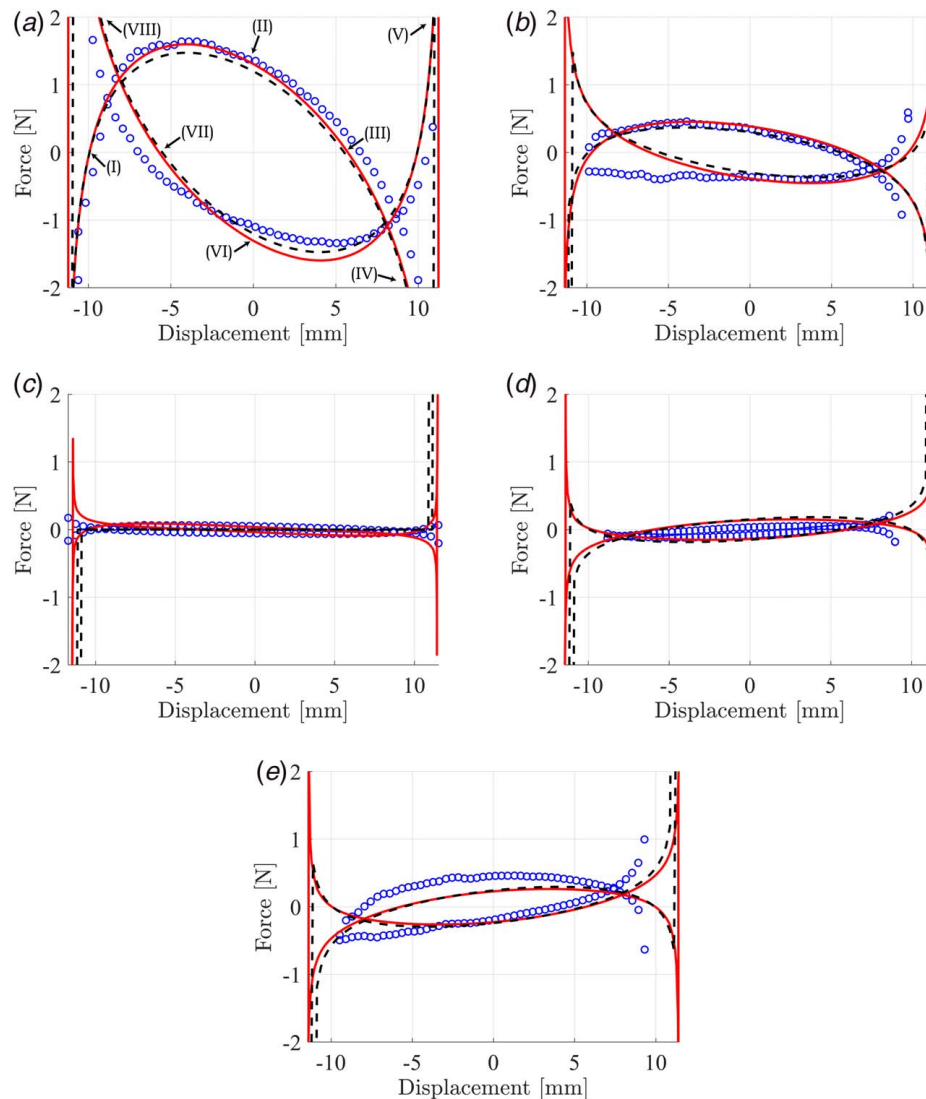 (a)
2
1
0
-1
-2
Force [N]
(VIII)
(II)
(V)
(VII)
(III)
(I)
(VI)
(IV)
-10 -5 0 5 10
Displacement [mm]
(b)
2
1
0
-1
-2
Force [N]
-10 -5 0 5 10
Displacement [mm]
(c)
2
1
0
-1
-2
Force [N]
-10 -5 0 5 10
Displacement [mm]
(d)
2
1
0
-1
-2
Force [N]
-10 -5 0 5 10
Displacement [mm]
(e)
2
1
0
-1
-2
Force [N]
-10 -5 0 5 10
Displacement [mm]